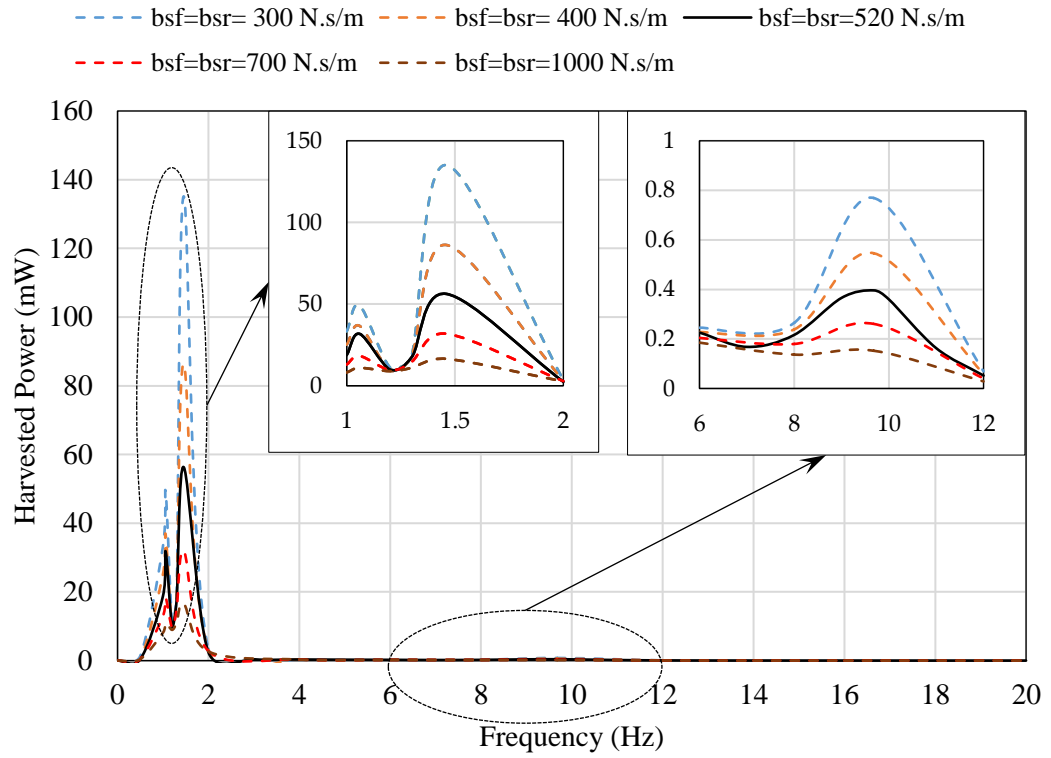 bsf=bsr= 300 N.s/m bsf=bsr= 400 N.s/m bsf=bsr=520 N.s/m
bsf=bsr=700 N.s/m bsf=bsr=1000 N.s/m
Harvested Power (mW)
160
140
120
100
80
60
40
20
0
0 2 4 6 8 10 12 14 16 18 20
Frequency (Hz)
150
100
50
0
1 1.5 2
1
0.8
0.6
0.4
0.2
0
6 8 10 12